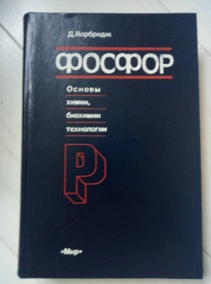 Д. Корбридж
ФОСФОР
Основы
химии,
биохимии
технологии
P
«Мир»